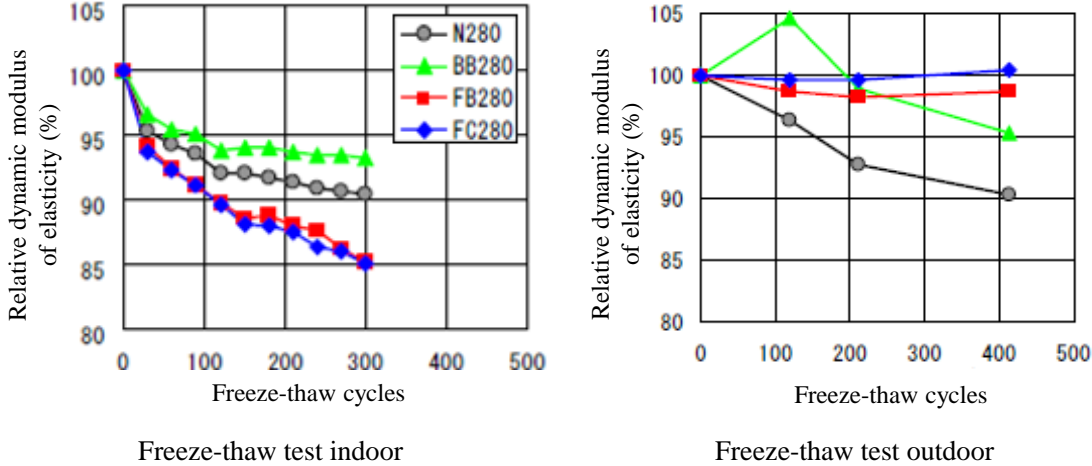 Relative dynamic modulus
of elasticity (%)
105
100
95
90
85
80
0 100 200 300 400 500
N280
BB280
FB280
FC280
Freeze-thaw cycles
Freeze-thaw test indoor
Relative dynamic modulus
of elasticity (%)
105
100
95
90
85
80
0 100 200 300 400 500
Freeze-thaw cycles
Freeze-thaw test outdoor